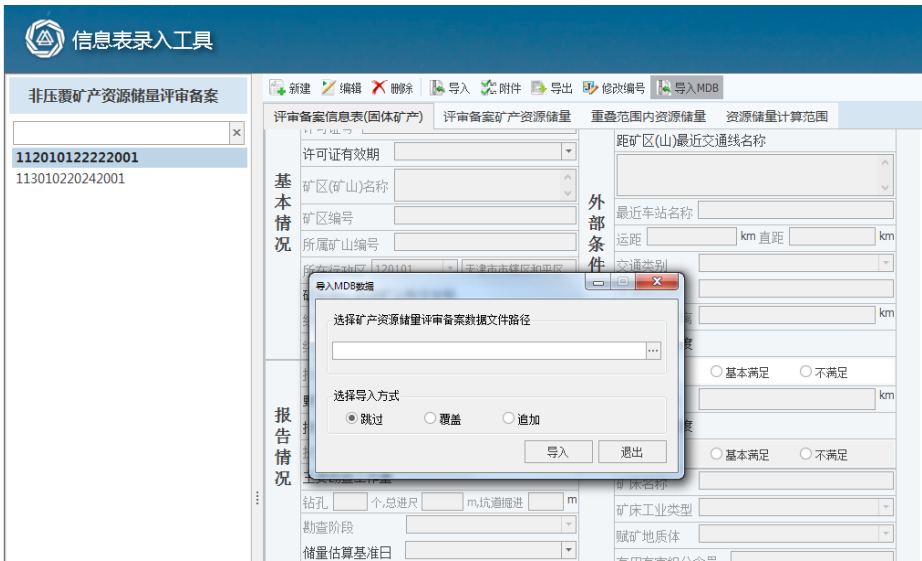 信息表录入工具
非压覆矿产资源储量评审备案
112010122222001
113010220242001
新建 编辑 删除 导入 附件 导出 修改编号 导入MDB
评审备案信息表(固体矿产) 评审备案矿产资源储量 重叠范围内资源储量 资源储量计算范围
基本情况
许可证号
许可证有效期
矿区(矿山)名称
矿区编号
所属矿山编号
所在行政区 120101 天津市市辖区和平区
外部条件
距矿区(山)最近交通线名称
最近车站名称
运距 km 直距 km
交通类别
km
度
基本满足 不满足
km
度
基本满足 不满足
导入MDB数据
选择矿产资源储量评审备案数据文件路径
...
选择导入方式
跳过 覆盖 追加
导入 退出
报告情况
主要勘查工作量
钻孔 个,总进尺 m,坑道掘进 m
勘查阶段
储量估算基准日
矿床名称
矿床工业类型
赋矿地质体